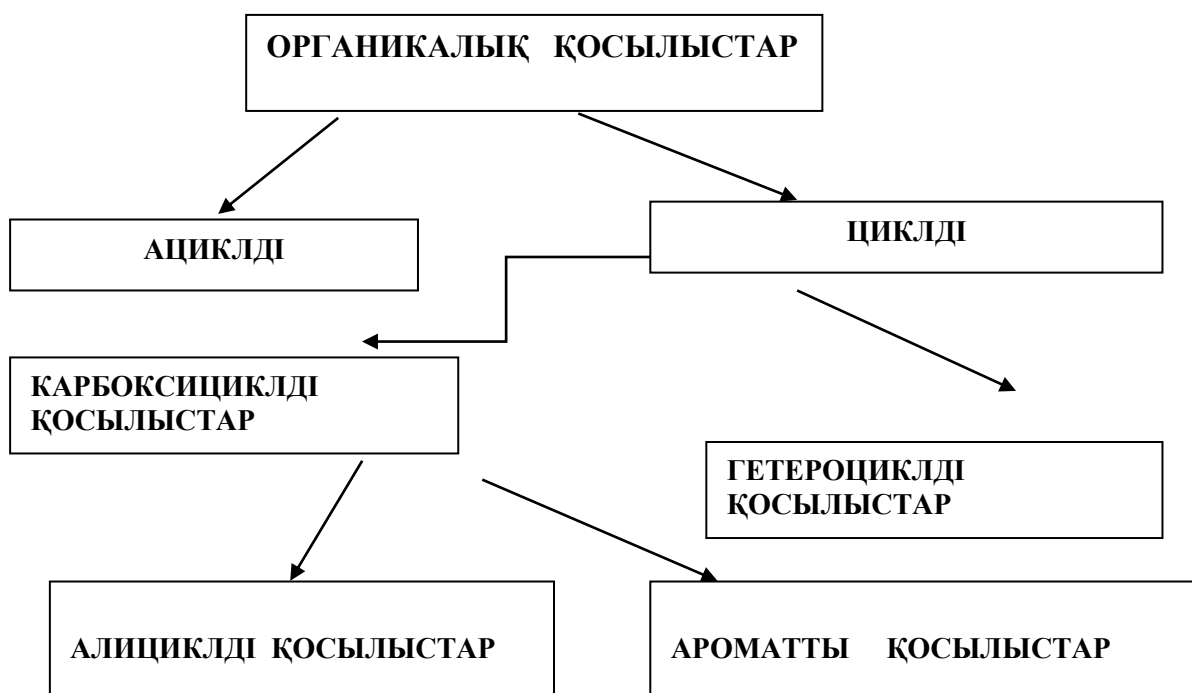 ОРГАНИКАЛЫҚ ҚОСЫЛЫСТАР
АЦИКЛДІ
ЦИКЛДІ
КАРБОКСИЦИКЛДІ
ҚОСЫЛЫСТАР
ГЕТЕРОЦИКЛДІ
ҚОСЫЛЫСТАР
АЛИЦИКЛДІ ҚОСЫЛЫСТАР
АРОМАТТЫ ҚОСЫЛЫСТАР